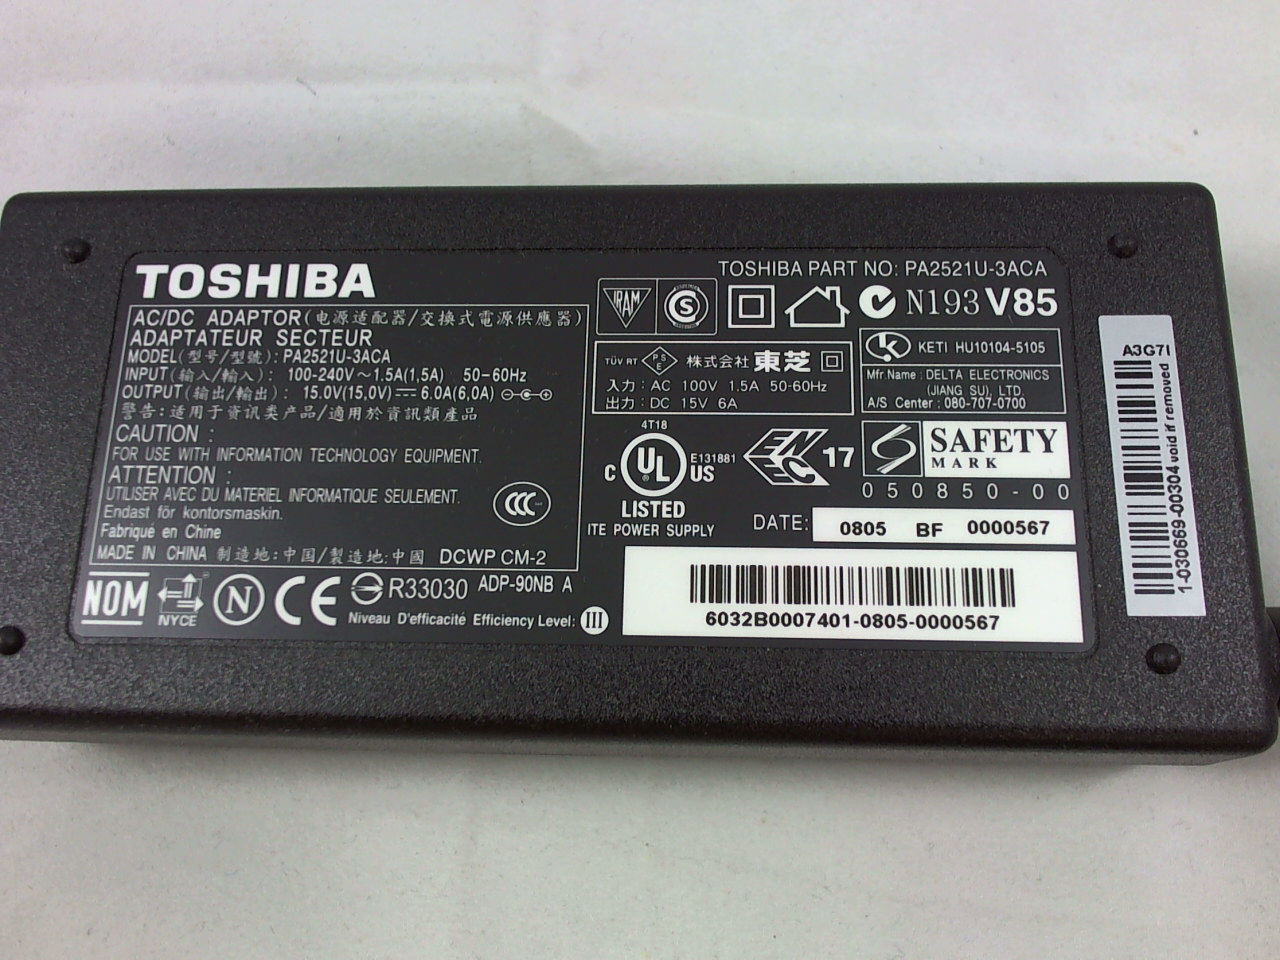 TOSHIBA
AC/DC ADAPTOR(电源适配器/交換式電源供應器)
ADAPTATEUR SECTEUR
MODEL(型号/型號): PA2521U-3ACA
INPUT(输入/輸入): 100-240V～1.5A(1,5A) 50-60Hz
OUTPUT(输出/輸出): 15.0V(15,0V) 6.0A(6,0A)
警告:适用于资讯类产品/適用於資訊類產品
CAUTION :
FOR USE WITH INFORMATION TECHNOLOGY EQUIPMENT.
ATTENTION :
UTILISER AVEC DU MATERIEL INFORMATIQUE SEULEMENT.
Endast för kontorsmaskin.
Fabriqué en Chine
MADE IN CHINA 制造地:中国/製造地:中國 DCWP CM-2
CCC
NOM
NYCE
N
CE
R33030
ADP-90NB A
Niveau D'efficacité Efficiency Level: III
TOSHIBA PART NO: PA2521U-3ACA
IRAM
S
N193
V85
TÜV RT PSE 株式会社 東芝
入力: AC 100V 1.5A 50-60Hz
出力: DC 15V 6A
KETI HU10104-5105
Mfr.Name : DELTA ELECTRONICS
(JIANG SU), LTD
A/S Center : 080-707-0700
4T18
C UL US
E131881
LISTED
ITE POWER SUPPLY
ENEC 17
SAFETY
MARK
050850-00
DATE: 0805 BF 0000567
6032B0007401-0805-0000567
A3G7I
1-030669-00304 void if removed